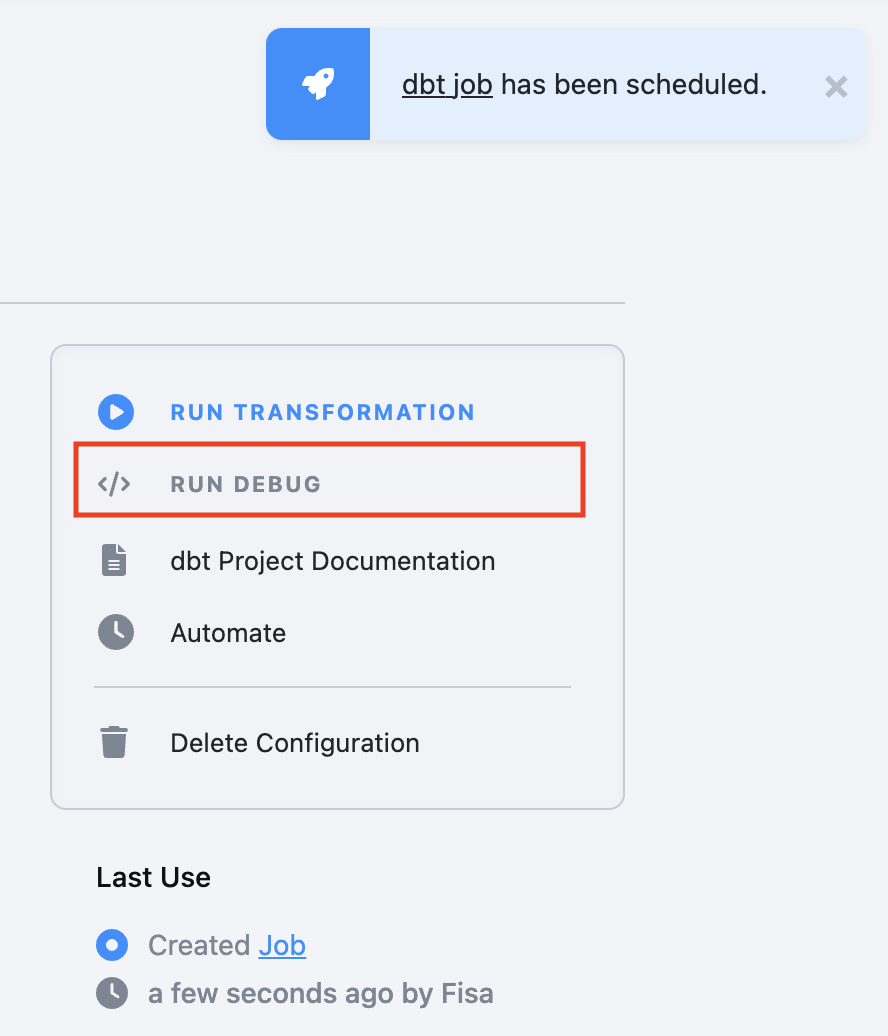 dbt job has been scheduled.
RUN TRANSFORMATION
RUN DEBUG
dbt Project Documentation
Automate
Delete Configuration
Last Use
Created Job
a few seconds ago by Fisa